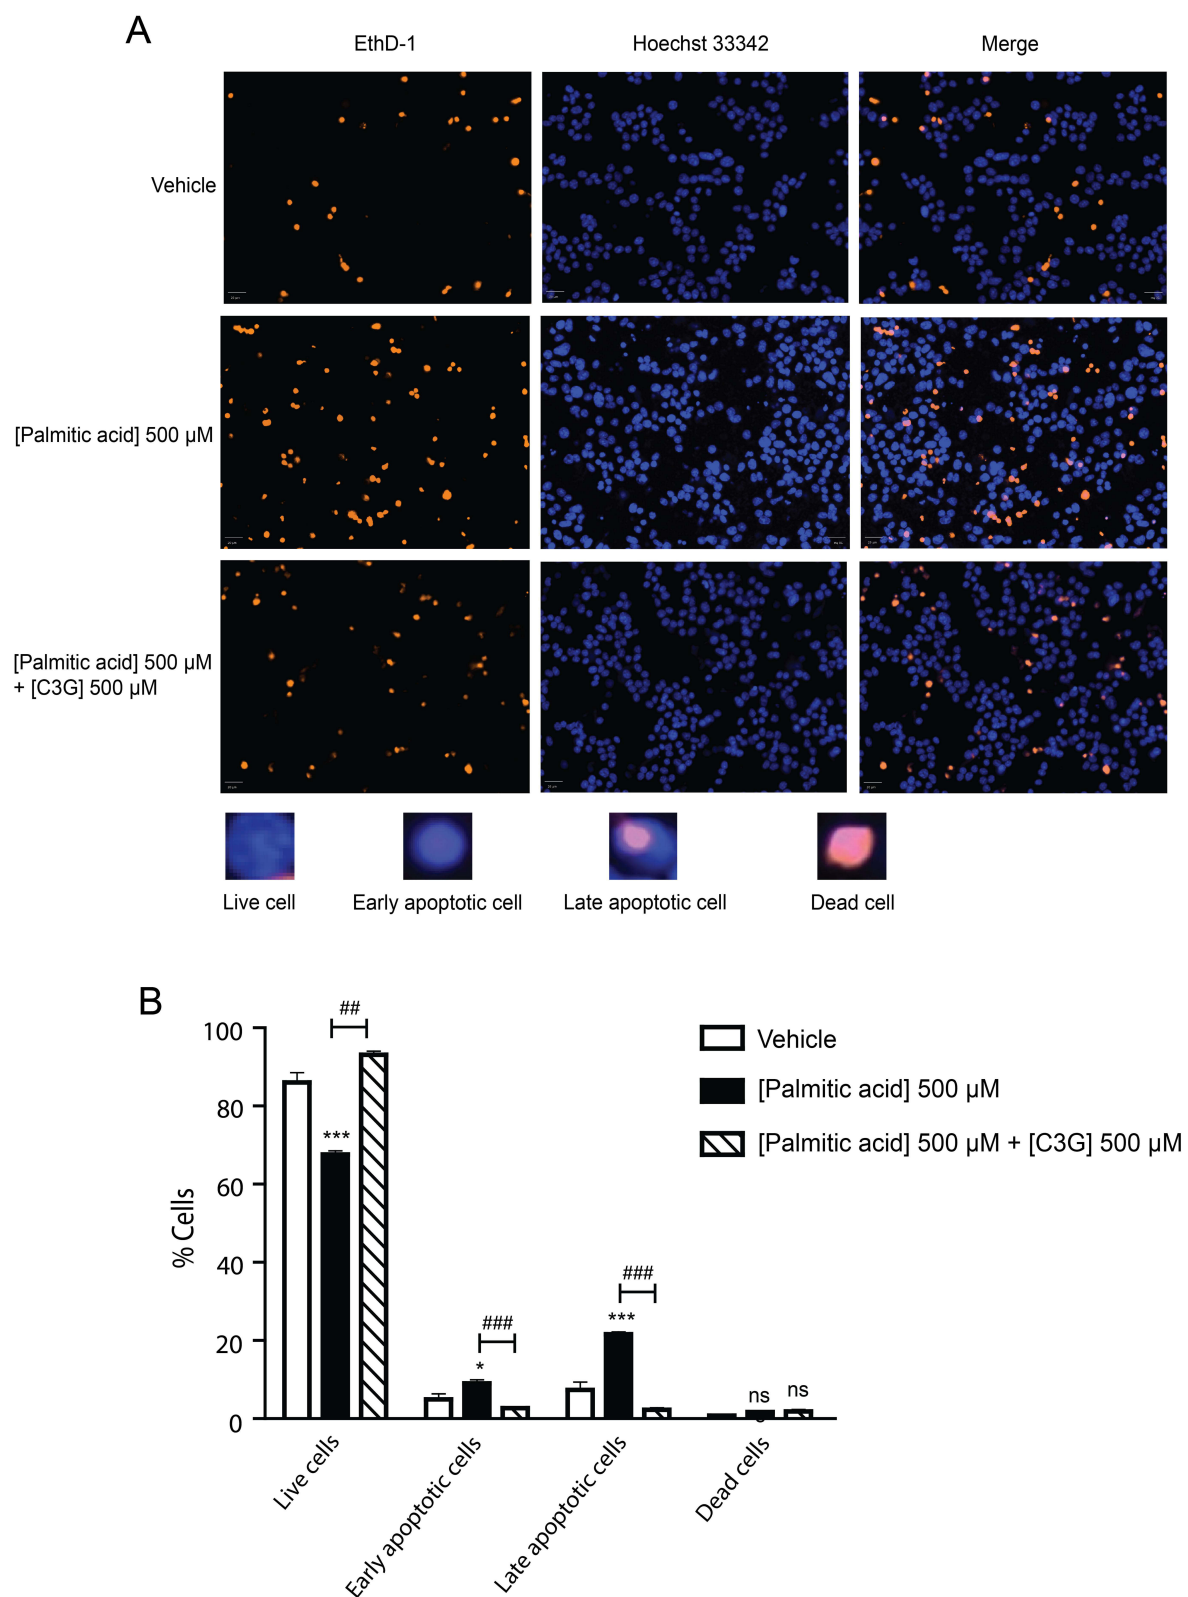 A
EthD-1
Hoechst 33342
Merge
Vehicle
[Palmitic acid] 500 µM
[Palmitic acid] 500 µM
+ [C3G] 500 µM
Live cell
Early apoptotic cell
Late apoptotic cell
Dead cell
B
% Cells
100
80
60
40
20
0
##
***
###
*
###
***
ns
ns
Live cells
Early apoptotic cells
Late apoptotic cells
Dead cells
Vehicle
[Palmitic acid] 500 µM
[Palmitic acid] 500 µM + [C3G] 500 µM